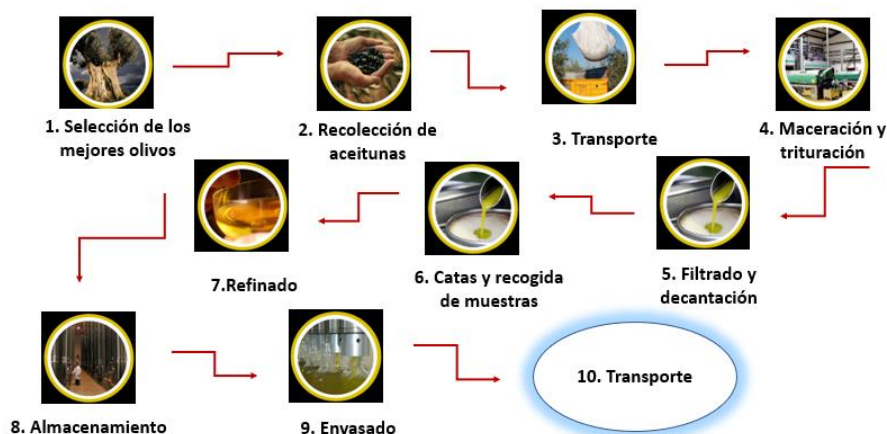 1. Selección de los
mejores olivos
2. Recolección de
aceitunas
3. Transporte
4. Maceración y
trituración
5. Filtrado y
decantación
6. Catas y recogida
de muestras
7.Refinado
8. Almacenamiento
9. Envasado
10. Transporte